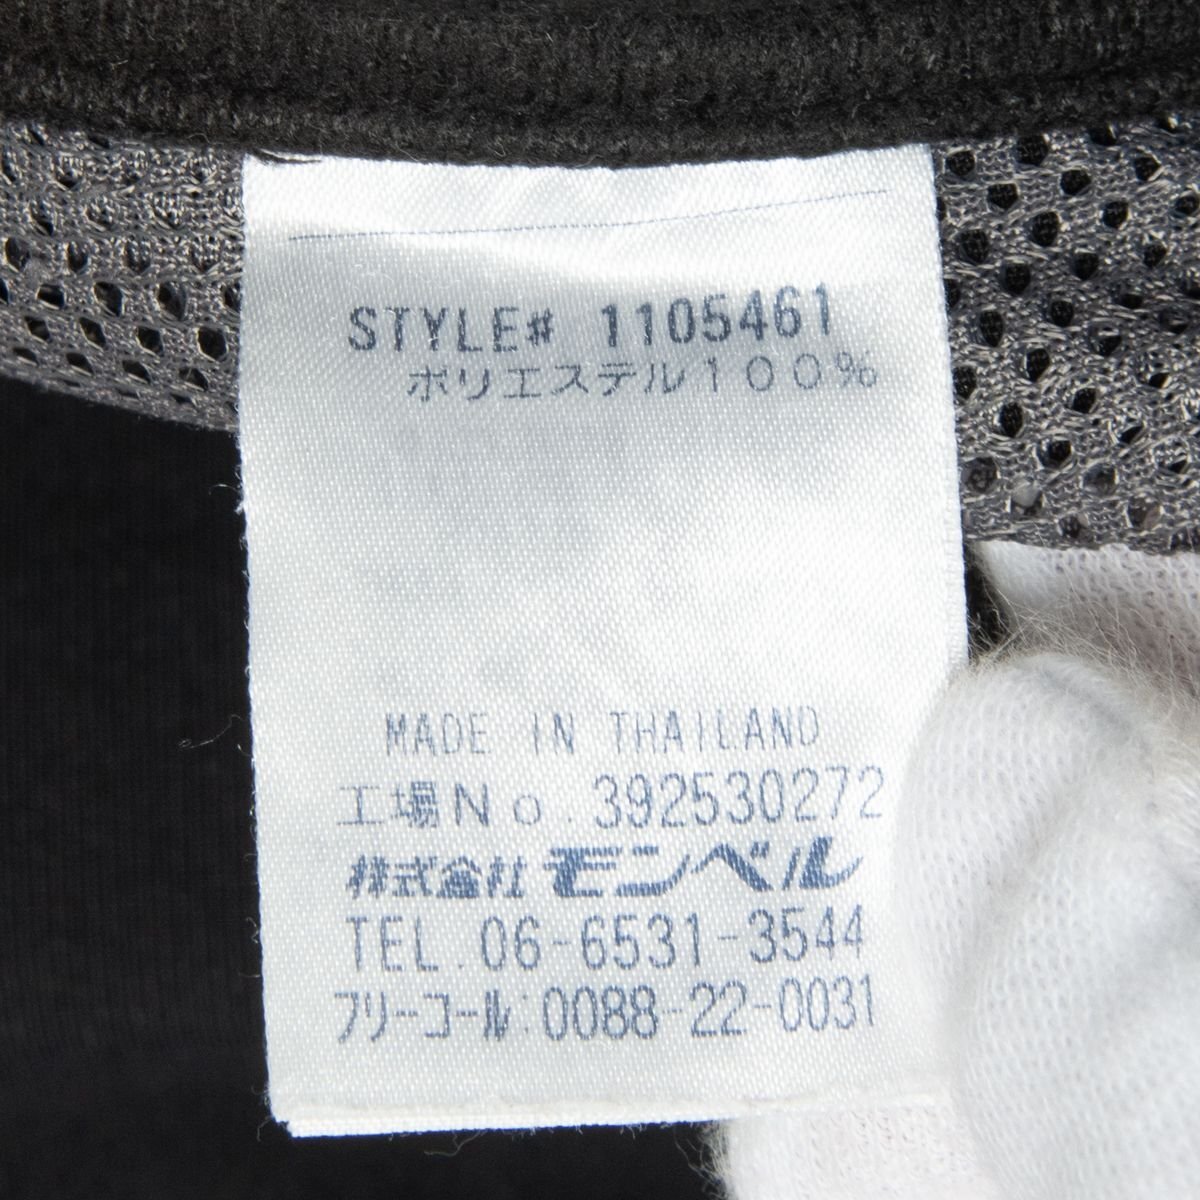 STYLE# 1105461
ポリエステル100%
MADE IN THAILAND
工場No.392530272
株式会社モンベル
TEL.06-6531-3544
フリーコール:0088-22-0031